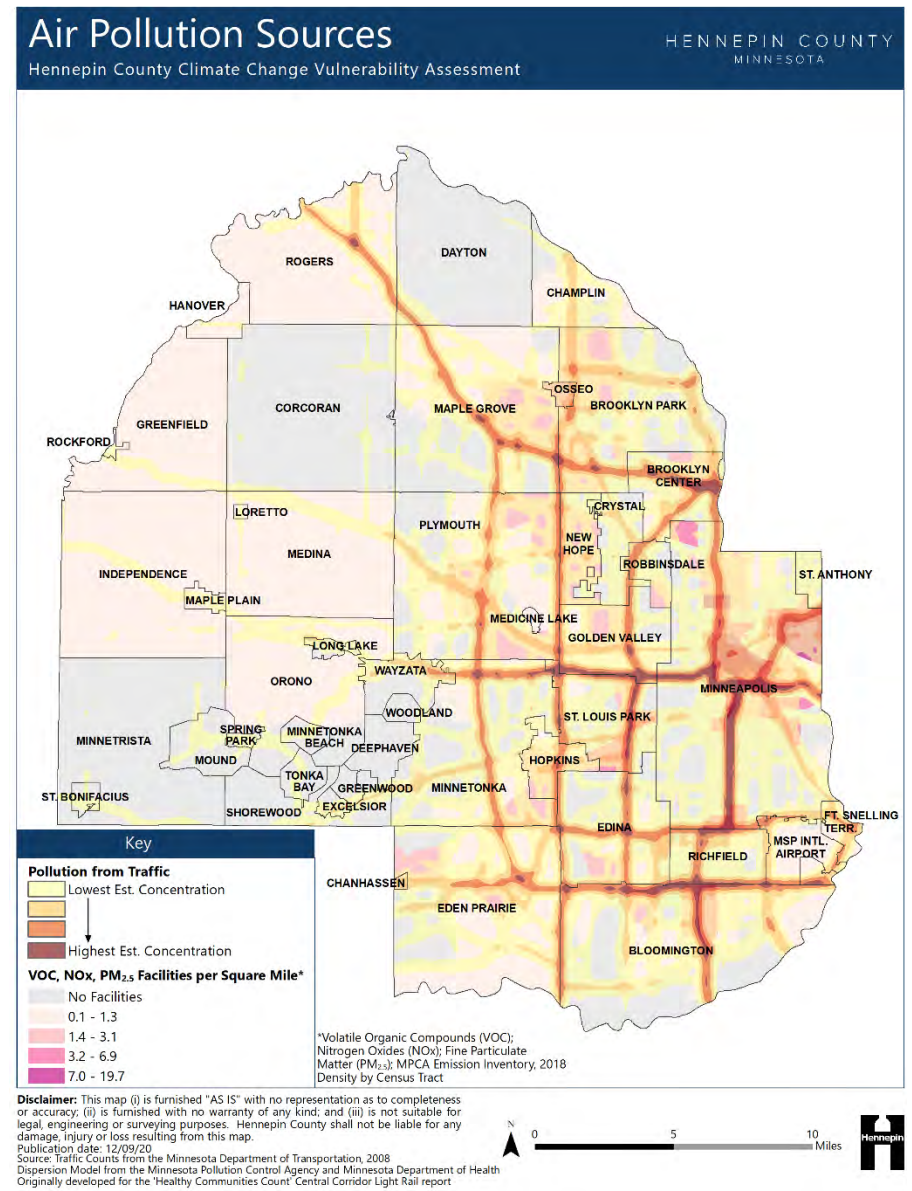 Air Pollution Sources
Hennepin County Climate Change Vulnerability Assessment
HENNEPIN COUNTY
MINNESOTA
DAYTON
ROGERS
CHAMPLIN
HANOVER
OSSEO
CORCORAN
MAPLE GROVE
BROOKLYN PARK
GREENFIELD
ROCKFORD
BROOKLYN
CENTER
CRYSTAL
LORETTO
PLYMOUTH
NEW
HOPE
MEDINA
ROBBINSDALE
INDEPENDENCE
ST. ANTHONY
MAPLE PLAIN
MEDICINE LAKE
GOLDEN VALLEY
LONG LAKE
WAYZATA
ORONO
MINNEAPOLIS
WOODLAND
ST. LOUIS PARK
SPRING
PARK
MINNETONKA
BEACH
MINNETRISTA
DEEPHAVEN
MOUND
HOPKINS
TONKA
BAY
GREENWOOD
MINNETONKA
ST. BONIFACIUS
EXCELSIOR
SHOREWOOD
FT. SNELLING
TERR.
EDINA
MSP INTL.
AIRPORT
RICHFIELD
CHANHASSEN
EDEN PRAIRIE
BLOOMINGTON
Key
Pollution from Traffic
Lowest Est. Concentration
Highest Est. Concentration
VOC, NOx, PM2.5 Facilities per Square Mile*
No Facilities
0.1 - 1.3
1.4 - 3.1
3.2 - 6.9
7.0 - 19.7
*Volatile Organic Compounds (VOC);
Nitrogen Oxides (NOx); Fine Particulate
Matter (PM2.5); MPCA Emission Inventory, 2018
Density by Census Tract
Disclaimer: This map (i) is furnished "AS IS" with no representation as to completeness
or accuracy; (ii) is furnished with no warranty of any kind; and (iii) is not suitable for
legal, engineering or surveying purposes. Hennepin County shall not be liable for any
damage, injury or loss resulting from this map.
Publication date: 12/09/20
Source: Traffic Counts from the Minnesota Department of Transportation, 2008
Dispersion Model from the Minnesota Pollution Control Agency and Minnesota Department of Health
Originally developed for the 'Healthy Communities Count' Central Corridor Light Rail report
N
0 5 10
Miles
Hennepin